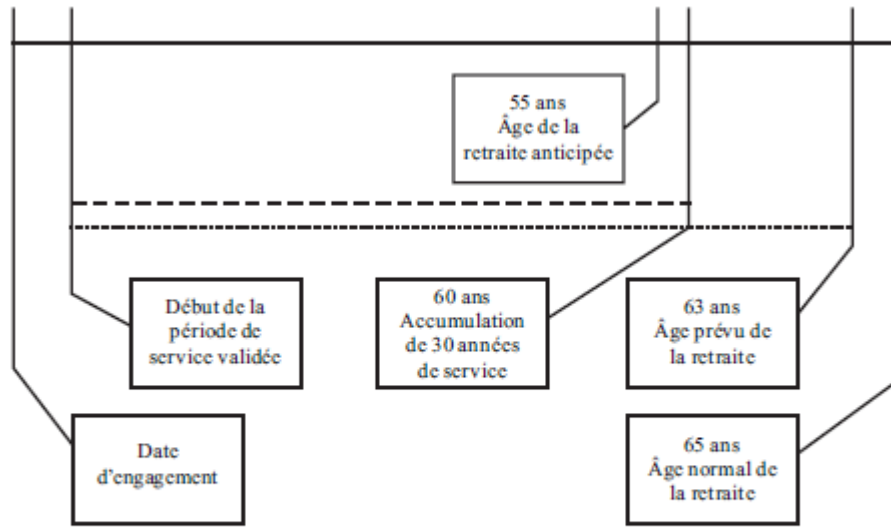 55 ans
Âge de la
retraite anticipée
Début de la
période de
service validée
60 ans
Accumulation
de 30 années
de service
63 ans
Âge prévu de
la retraite
Date
d'engagement
65 ans
Âge normal de
la retraite